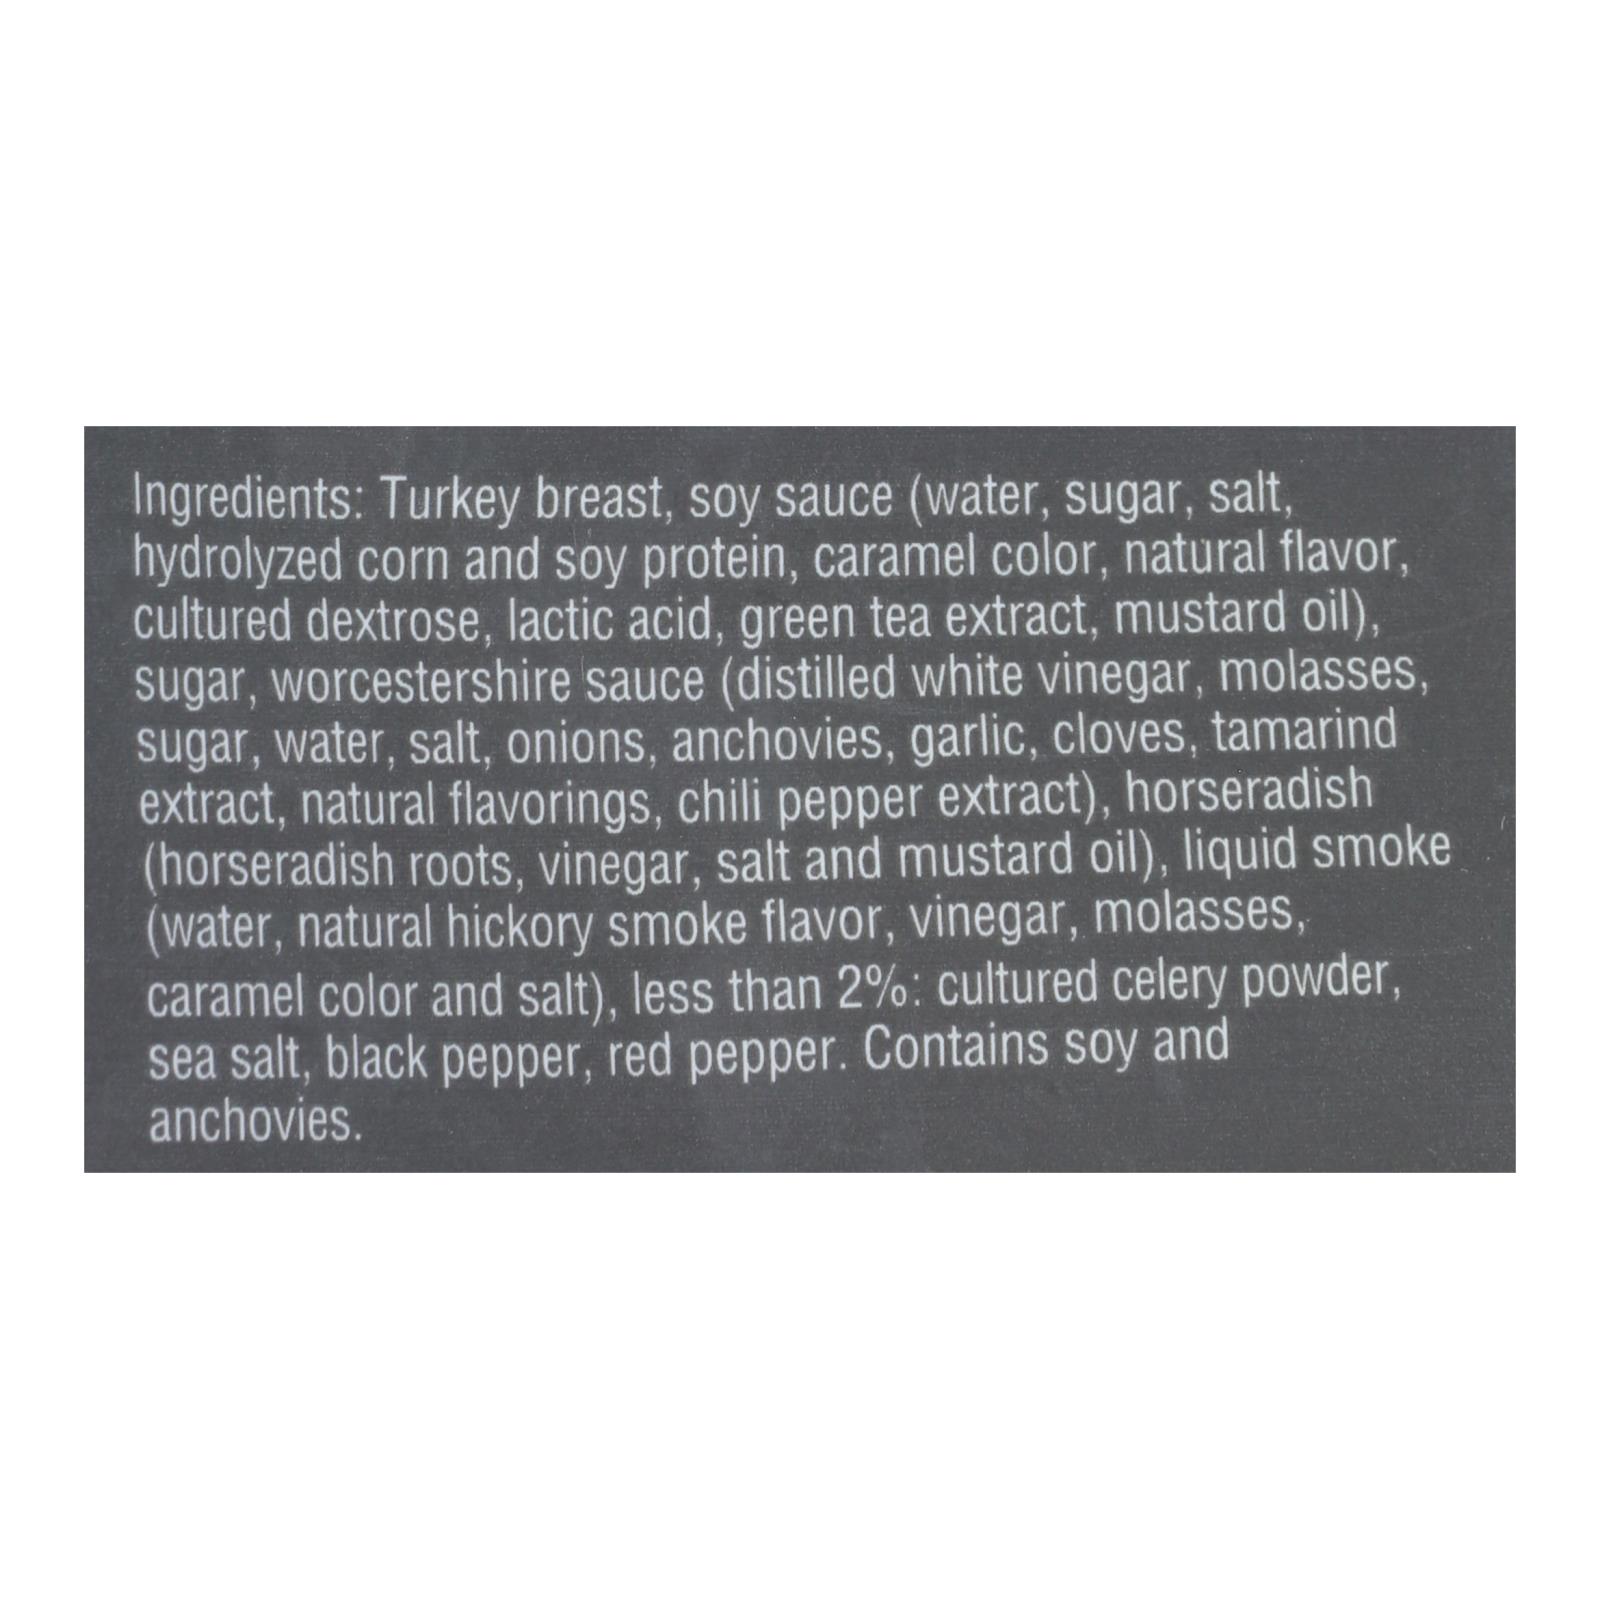 Ingredients: Turkey breast, soy sauce (water, sugar, salt,
hydrolyzed corn and soy protein, caramel color, natural flavor,
cultured dextrose, lactic acid, green tea extract, mustard oil),
sugar, worcestershire sauce (distilled white vinegar, molasses,
sugar, water, salt, onions, anchovies, garlic, cloves, tamarind
extract, natural flavorings, chili pepper extract), horseradish
(horseradish roots, vinegar, salt and mustard oil), liquid smoke
(water, natural hickory smoke flavor, vinegar, molasses,
caramel color and salt), less than 2%: cultured celery powder,
sea salt, black pepper, red pepper. Contains soy and
anchovies.